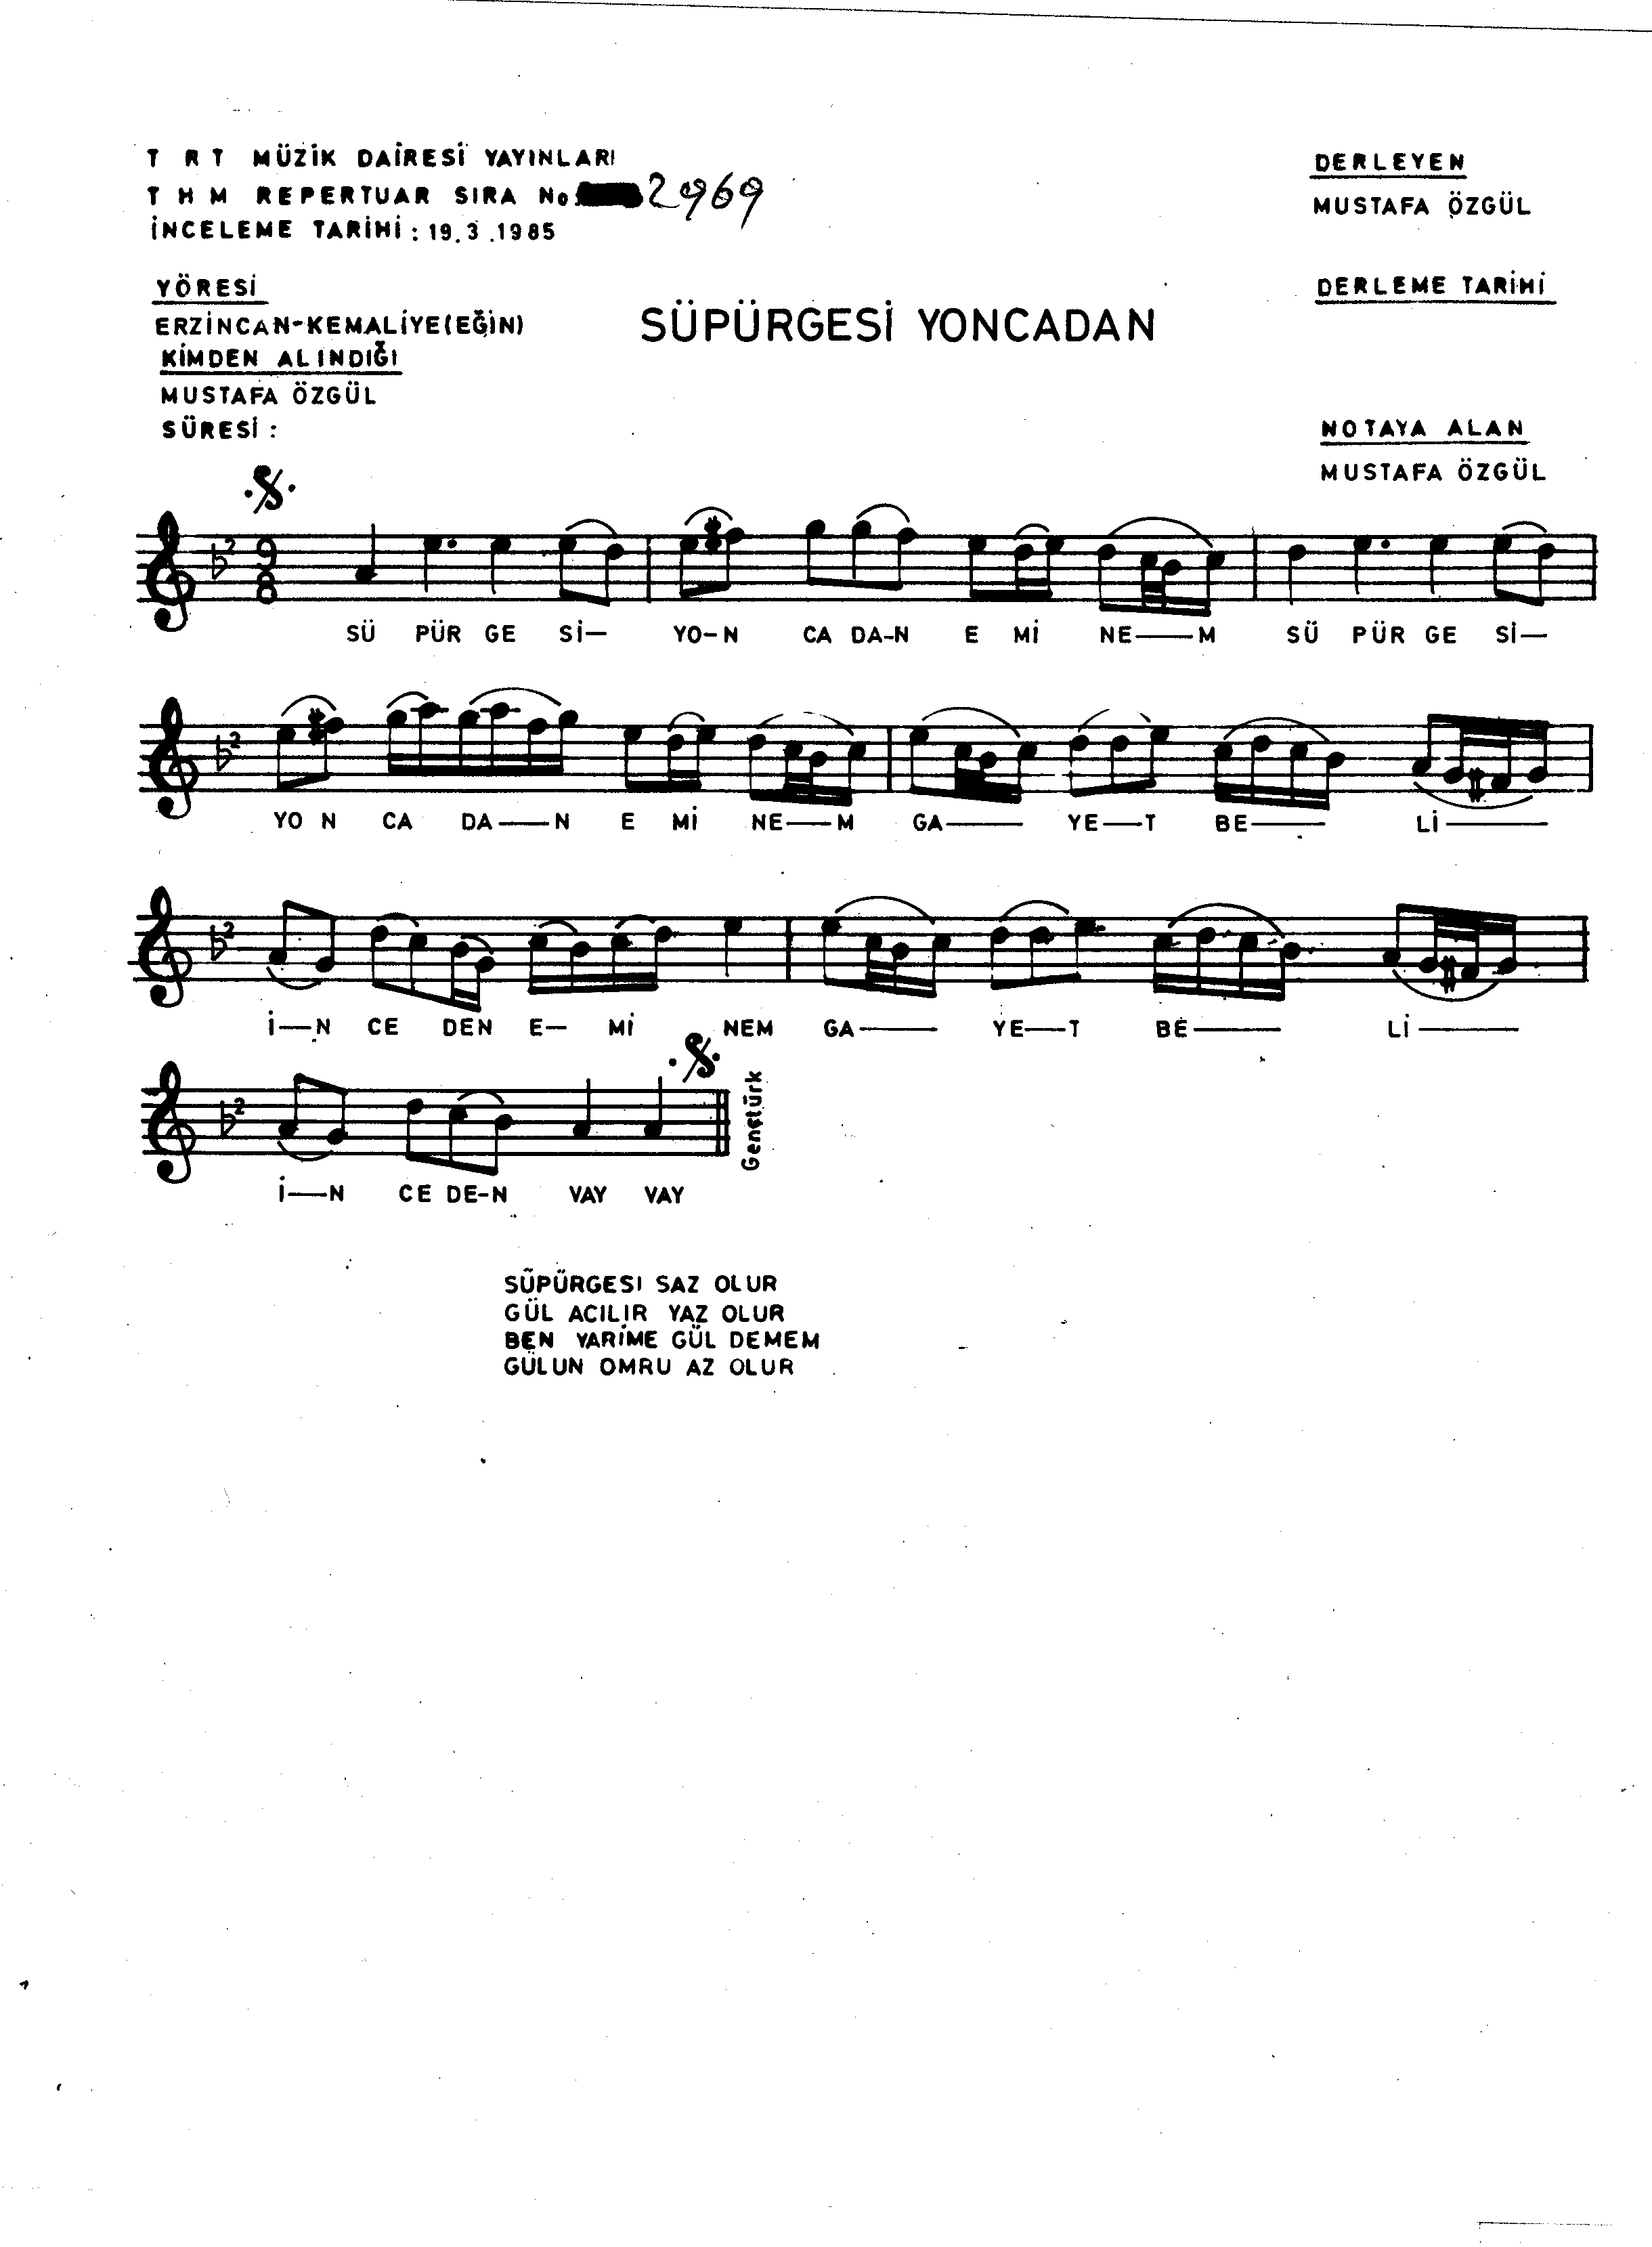 T R T MÜZİK DAİRESİ YAYINLARI
T H M REPERTUAR SIRA No: 2969
İNCELEME TARİHİ: 19.3.1985
DERLEYEN
MUSTAFA ÖZGÜL
YÖRESİ
ERZİNCAN-KEMALİYE(EĞİN)
KİMDEN ALINDIĞI
MUSTAFA ÖZGÜL
SÜRESİ:
SÜPÜRGESİ YONCADAN
DERLEME TARİHİ
NOTAYA ALAN
MUSTAFA ÖZGÜL
9
8
SÜ PÜR GE Sİ— YO-N CA DA-N E Mİ NE—M SÜ PÜR GE Sİ—
YO N CA DA—N E Mİ NE—M GA— YE—T BE— Lİ—
İ—N CE DEN E— Mİ NEM GA— YE—T BE— Lİ—
İ—N CE DE-N VAY VAY
Gençtürk
SÜPÜRGESI SAZ OLUR
GÜL ACILIR YAZ OLUR
BEN YARİME GÜL DEMEM
GÜLUN OMRU AZ OLUR